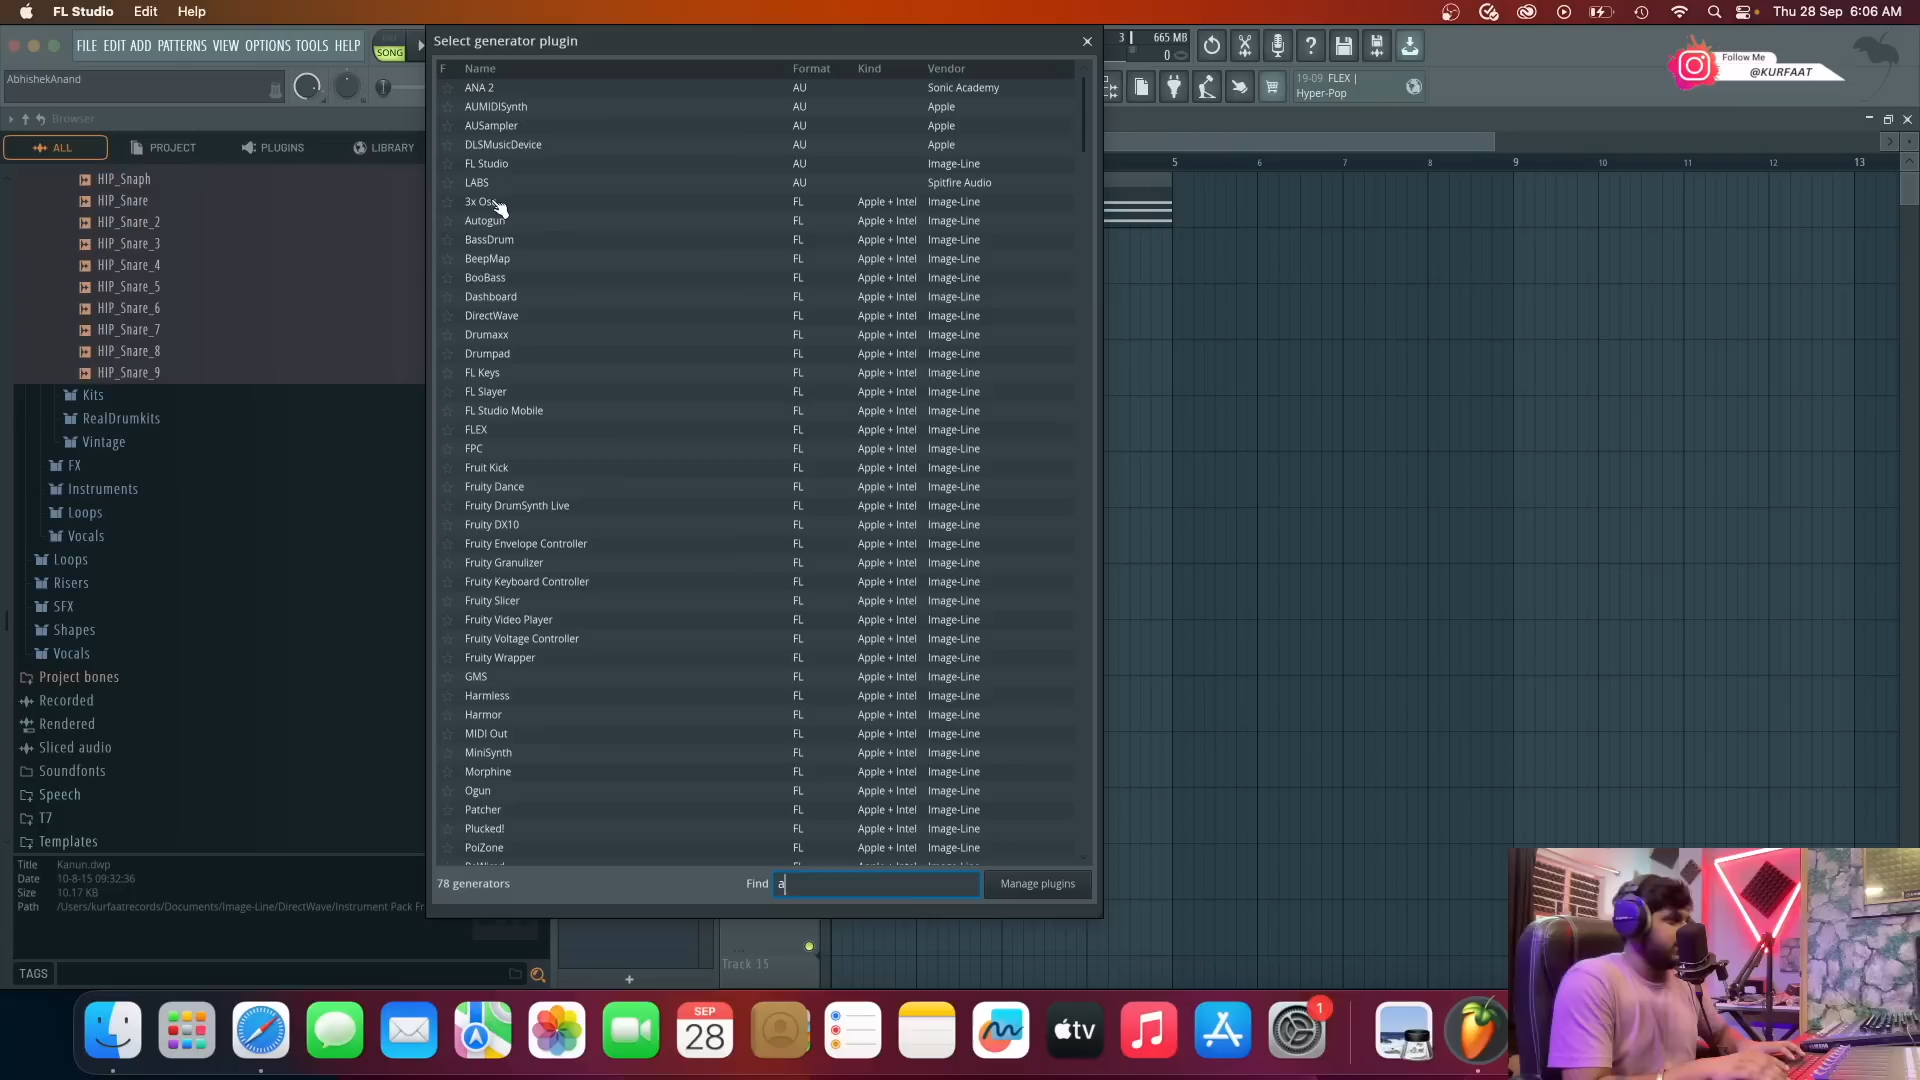 FL Studio Edit Help
Thu 28 Sep 6:06 AM
FILE EDIT ADD PATTERNS VIEW OPTIONS TOOLS HELP
SONG
AbhishekAnand
Browser
ALL PROJECT PLUGINS LIBRARY
HIP_Snaph
HIP_Snare
HIP_Snare_2
HIP_Snare_3
HIP_Snare_4
HIP_Snare_5
HIP_Snare_6
HIP_Snare_7
HIP_Snare_8
HIP_Snare_9
Kits
RealDrumkits
Vintage
FX
Instruments
Loops
Vocals
Loops
Risers
SFX
Shapes
Vocals
Project bones
Recorded
Rendered
Sliced audio
Soundfonts
Speech
T7
Templates
Title Kanun.dwp
Date 10-8-15 09:32:36
Size 10.17 KB
Path /Users/kurfaatrecords/Documents/Image-Line/DirectWave/Instrument Pack Fr
TAGS
Select generator plugin
F Name Format Kind Vendor
ANA 2 AU Sonic Academy
AUMIDISynth AU Apple
AUSampler AU Apple
DLSMusicDevice AU Apple
FL Studio AU Image-Line
LABS AU Spitfire Audio
3x Osc FL Apple + Intel Image-Line
Autogun FL Apple + Intel Image-Line
BassDrum FL Apple + Intel Image-Line
BeepMap FL Apple + Intel Image-Line
BooBass FL Apple + Intel Image-Line
Dashboard FL Apple + Intel Image-Line
DirectWave FL Apple + Intel Image-Line
Drumaxx FL Apple + Intel Image-Line
Drumpad FL Apple + Intel Image-Line
FL Keys FL Apple + Intel Image-Line
FL Slayer FL Apple + Intel Image-Line
FL Studio Mobile FL Apple + Intel Image-Line
FLEX FL Apple + Intel Image-Line
FPC FL Apple + Intel Image-Line
Fruit Kick FL Apple + Intel Image-Line
Fruity Dance FL Apple + Intel Image-Line
Fruity DrumSynth Live FL Apple + Intel Image-Line
Fruity DX10 FL Apple + Intel Image-Line
Fruity Envelope Controller FL Apple + Intel Image-Line
Fruity Granulizer FL Apple + Intel Image-Line
Fruity Keyboard Controller FL Apple + Intel Image-Line
Fruity Slicer FL Apple + Intel Image-Line
Fruity Video Player FL Apple + Intel Image-Line
Fruity Voltage Controller FL Apple + Intel Image-Line
Fruity Wrapper FL Apple + Intel Image-Line
GMS FL Apple + Intel Image-Line
Harmless FL Apple + Intel Image-Line
Harmor FL Apple + Intel Image-Line
MIDI Out FL Apple + Intel Image-Line
MiniSynth FL Apple + Intel Image-Line
Morphine FL Apple + Intel Image-Line
Ogun FL Apple + Intel Image-Line
Patcher FL Apple + Intel Image-Line
Plucked! FL Apple + Intel Image-Line
PoiZone FL Apple + Intel Image-Line
78 generators Find a Manage plugins
3 665 MB
0
19-09 FLEX |
Hyper-Pop
Follow Me
@KURFAAT
5 6 7 8 9 10 11 12 13
Track 15
SEP
28
tv
1